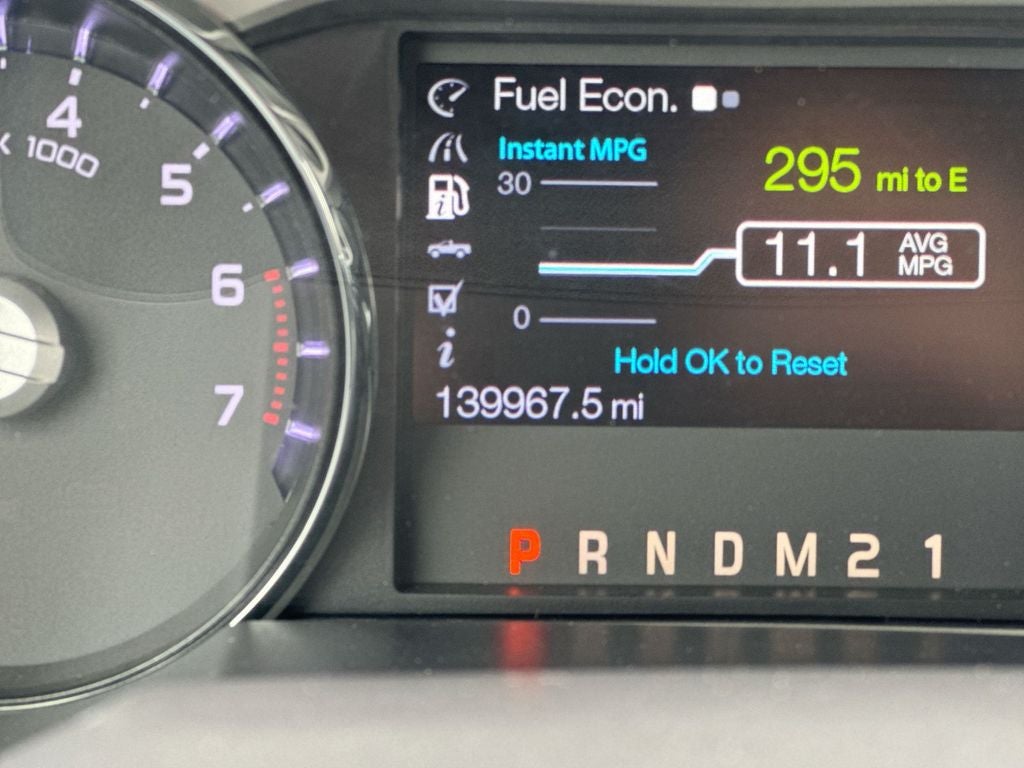 4
x 1000
5
6
7
Fuel Econ.
Instant MPG
30
295 mi to E
11.1 AVG MPG
0
Hold OK to Reset
139967.5 mi
P R N D M 2 1